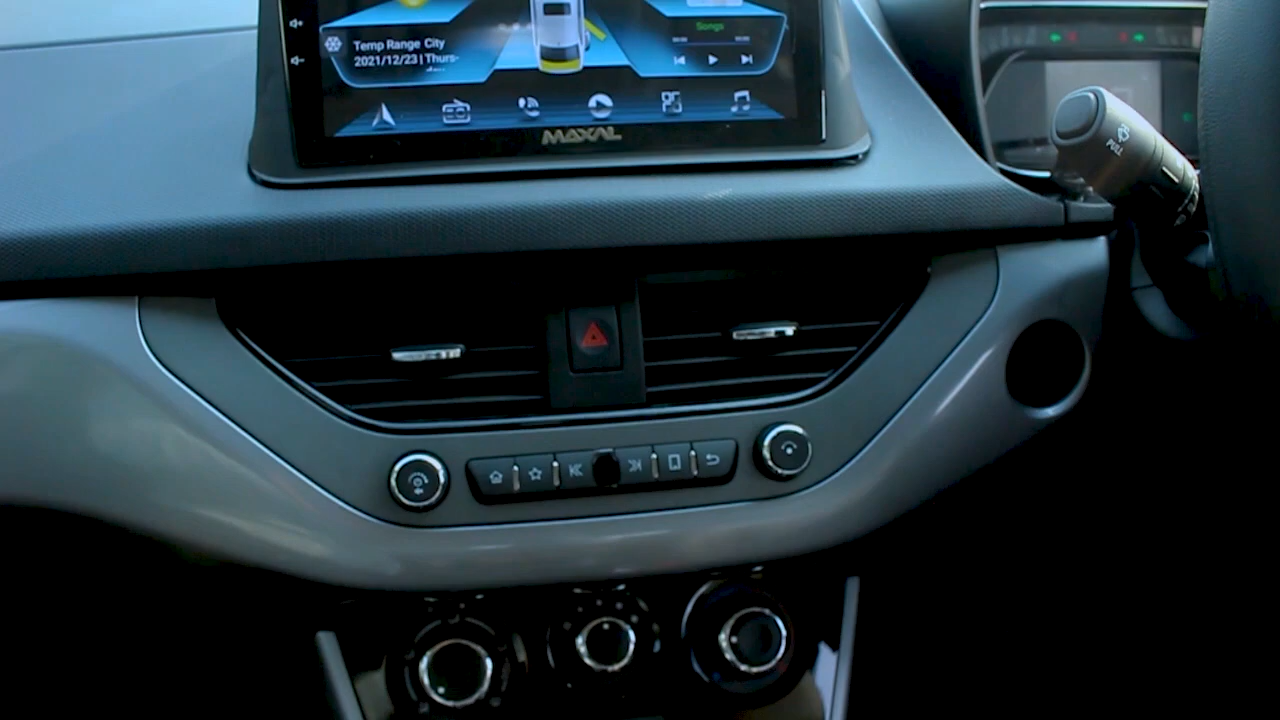 Songs
Temp Range City
2021/12/23 | Thurs-
MAXAL
PULL